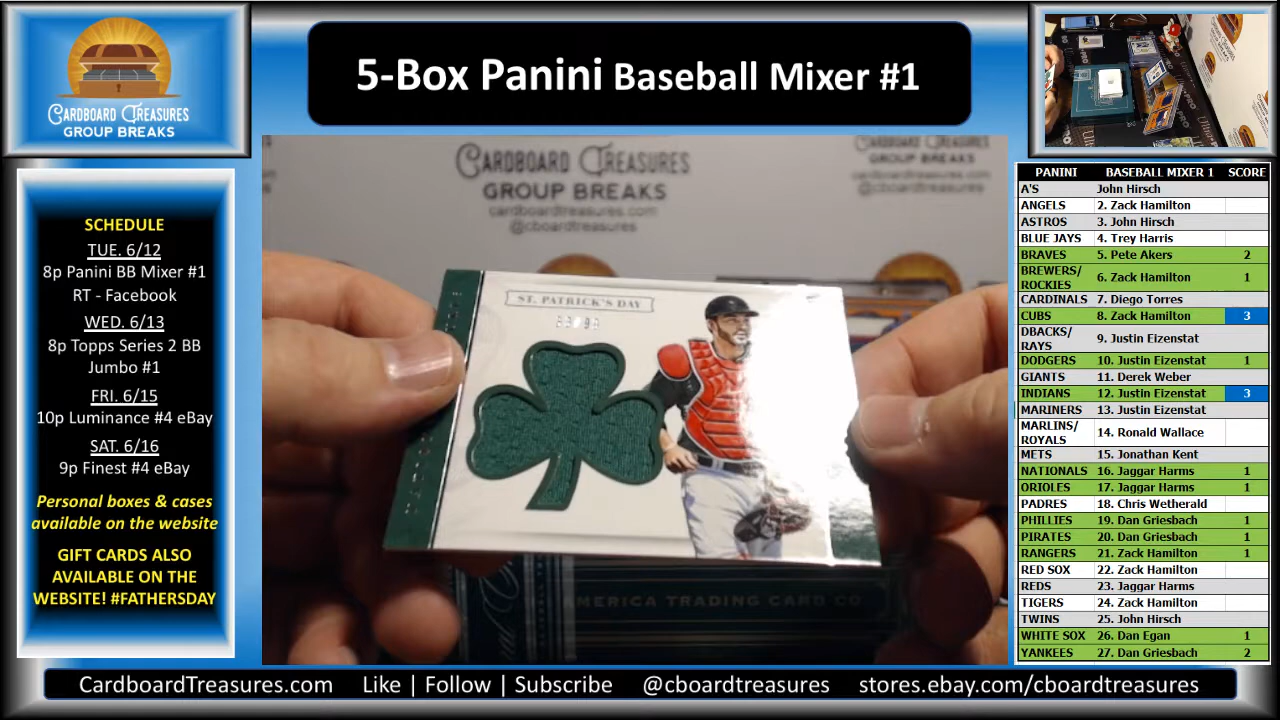 5-Box Panini Baseball Mixer #1
CARDBOARD TREASURES
GROUP BREAKS
SCHEDULE
TUE. 6/12
8p Panini BB Mixer #1
RT - Facebook
WED. 6/13
8p Topps Series 2 BB
Jumbo #1
FRI. 6/15
10p Luminance #4 eBay
SAT. 6/16
9p Finest #4 eBay
Personal boxes & cases
available on the website
GIFT CARDS ALSO
AVAILABLE ON THE
WEBSITE! #FATHERSDAY
CARDBOARD TREASURES
GROUP BREAKS
cardboardtreasures.com
@cboardtreasures
CARDBOARD TREASURES
GROUP BREAKS
cardboardtreasures.com
@cboardtreasures
ST. PATRICK'S DAY
AMERICA TRADING CARD CO
PANINI BASEBALL MIXER 1 SCORE
A'S John Hirsch
ANGELS 2. Zack Hamilton
ASTROS 3. John Hirsch
BLUE JAYS 4. Trey Harris
BRAVES 5. Pete Akers 2
BREWERS/
ROCKIES 6. Zack Hamilton 1
CARDINALS 7. Diego Torres
CUBS 8. Zack Hamilton 3
DBACKS/
RAYS 9. Justin Eizenstat
DODGERS 10. Justin Eizenstat 1
GIANTS 11. Derek Weber
INDIANS 12. Justin Eizenstat 3
MARINERS 13. Justin Eizenstat
MARLINS/
ROYALS 14. Ronald Wallace
METS 15. Jonathan Kent
NATIONALS 16. Jaggar Harms 1
ORIOLES 17. Jaggar Harms 1
PADRES 18. Chris Wetherald
PHILLIES 19. Dan Griesbach 1
PIRATES 20. Dan Griesbach 1
RANGERS 21. Zack Hamilton 1
RED SOX 22. Zack Hamilton
REDS 23. Jaggar Harms
TIGERS 24. Zack Hamilton
TWINS 25. John Hirsch
WHITE SOX 26. Dan Egan 1
YANKEES 27. Dan Griesbach 2
CardboardTreasures.com Like | Follow | Subscribe @cboardtreasures stores.ebay.com/cboardtreasures